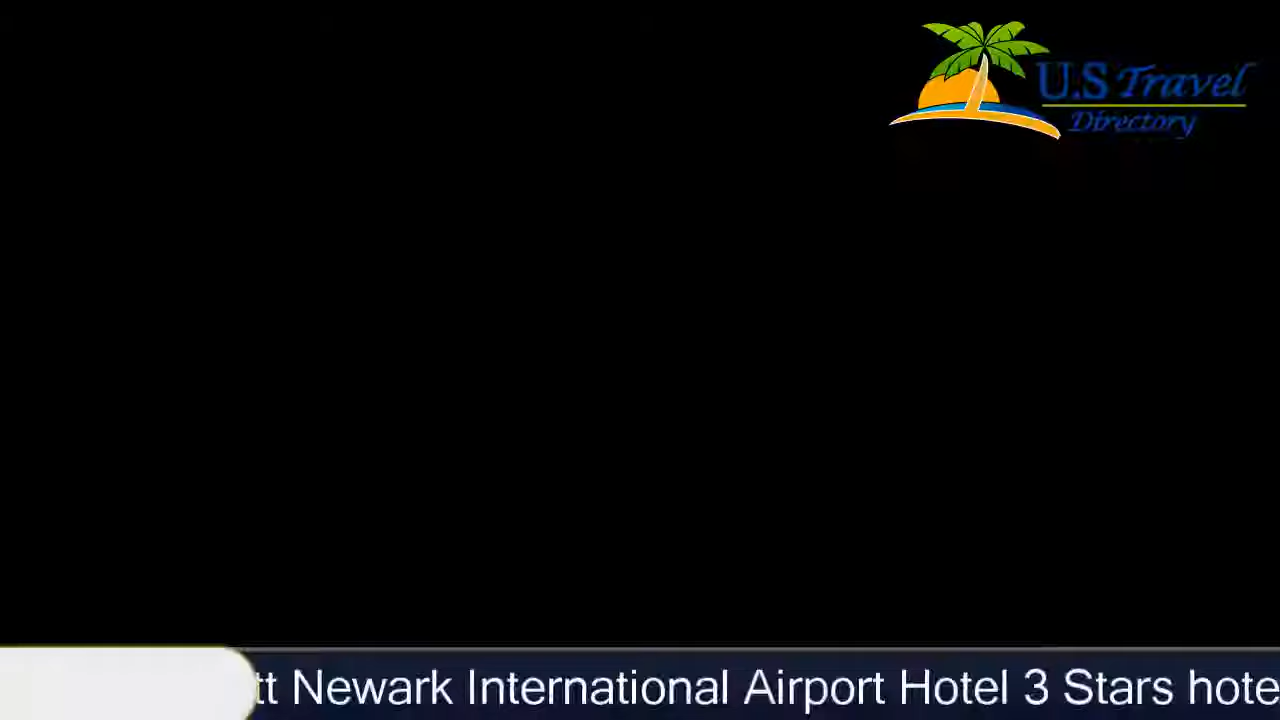 U.S Travel
Directory
tt Newark International Airport Hotel 3 Stars hote